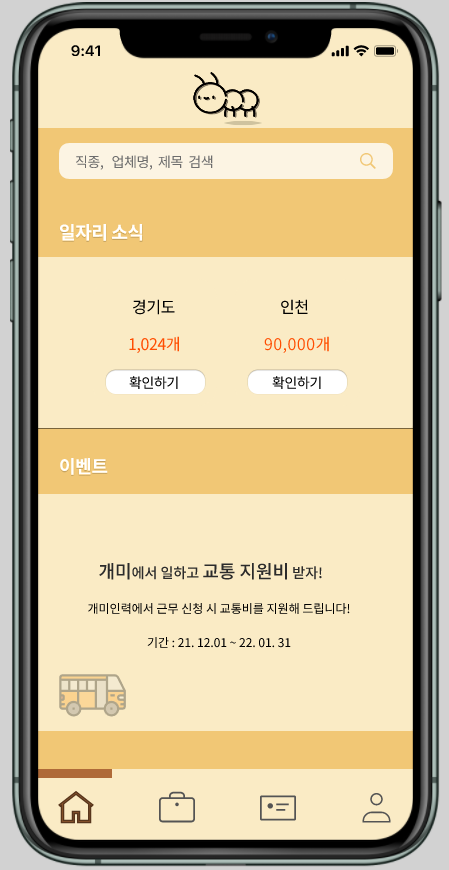 9:41
직종, 업체명, 제목 검색
일자리 소식
경기도 인천
1,024개 90,000개
확인하기 확인하기
이벤트
개미에서 일하고 교통 지원비 받자!
개미인력에서 근무 신청 시 교통비를 지원해 드립니다!
기간 : 21. 12.01 ~ 22. 01. 31